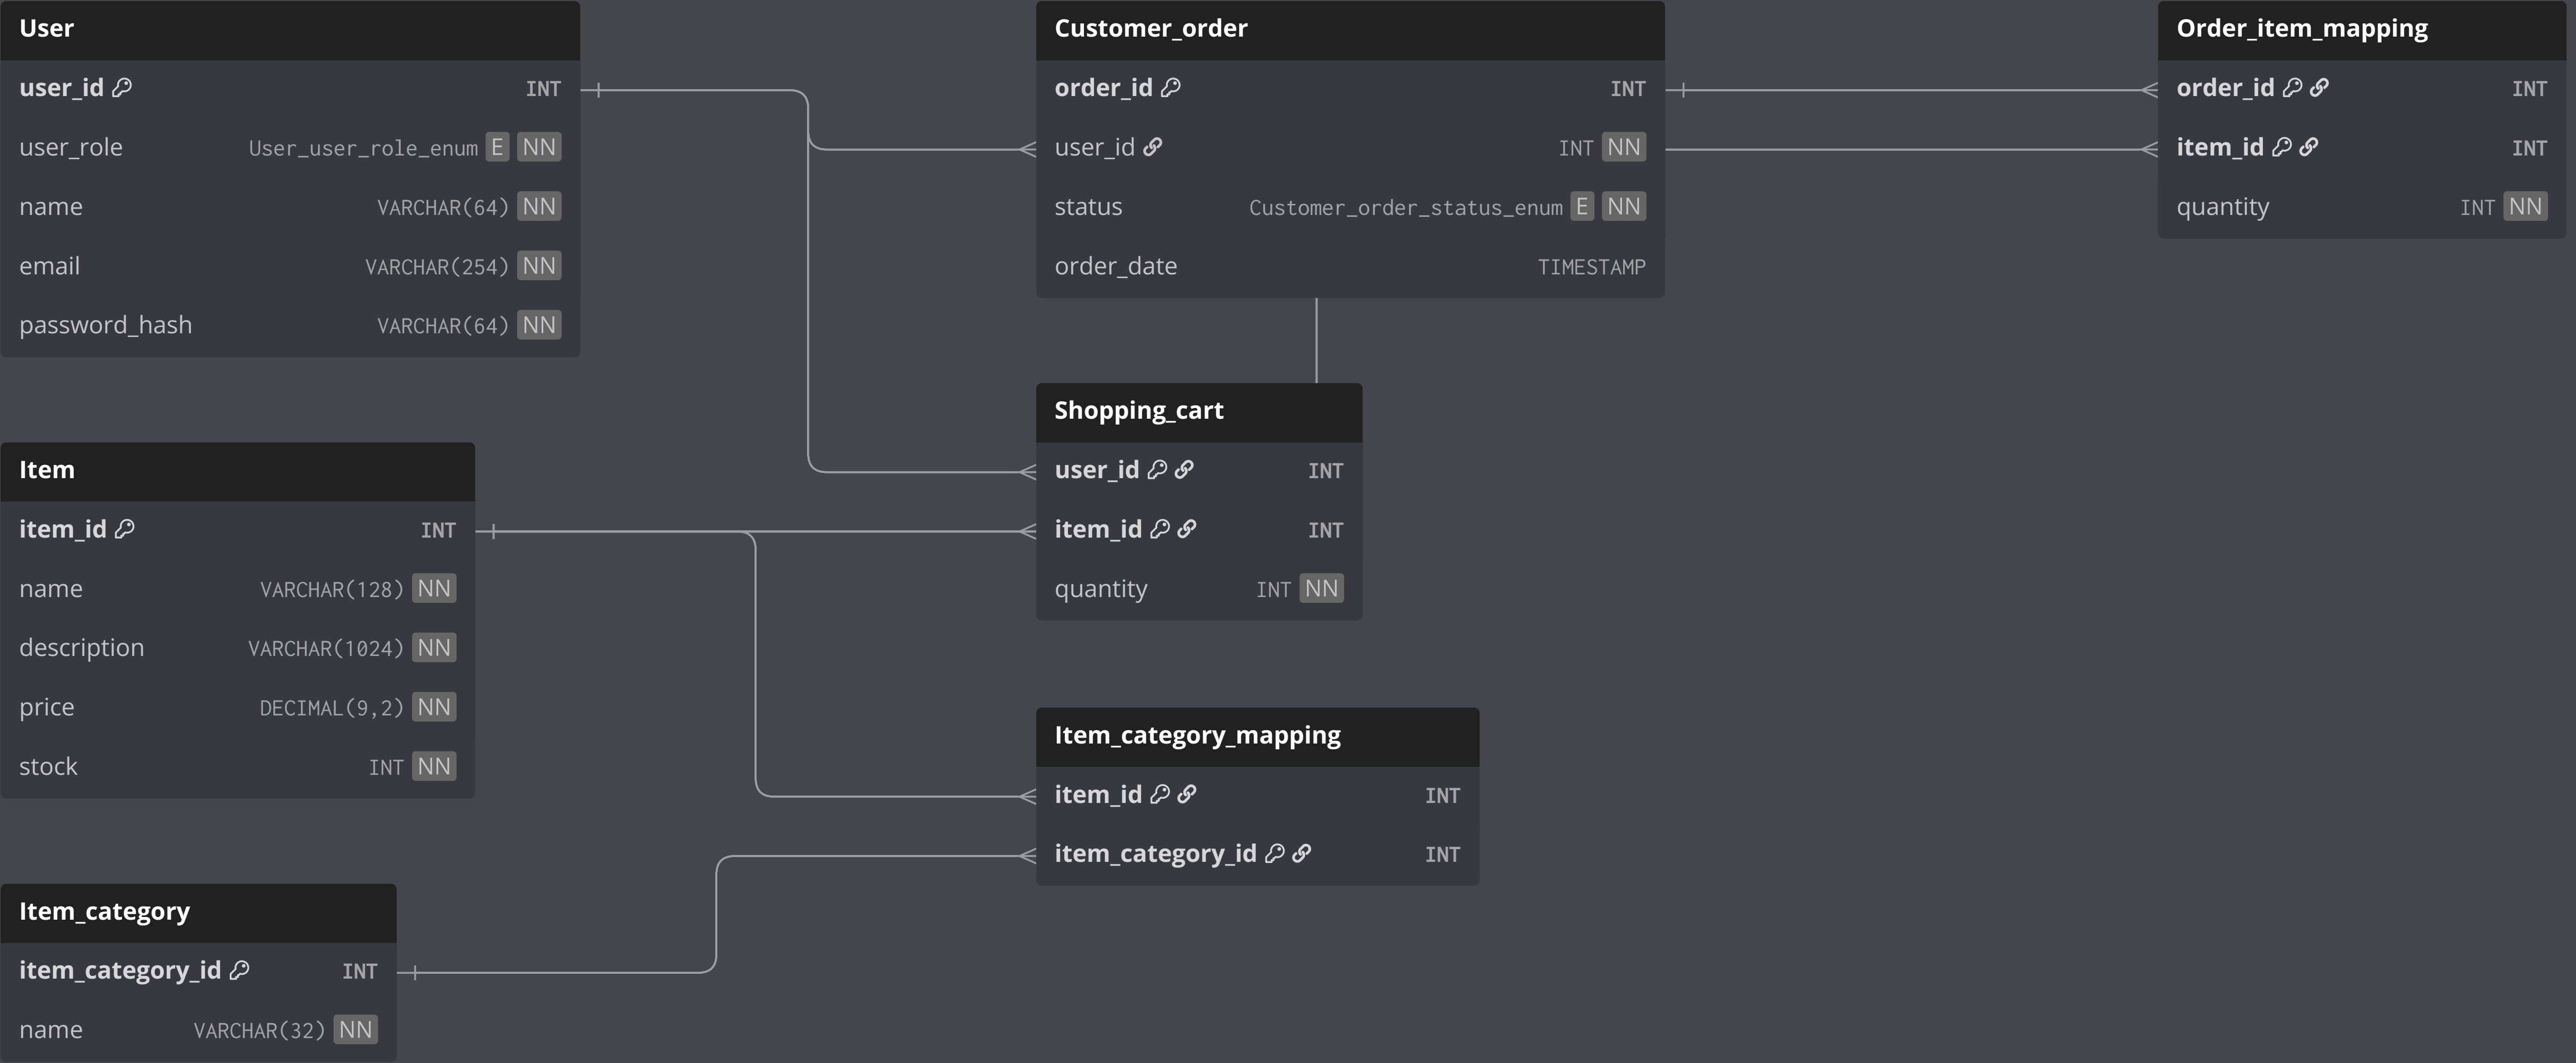 User
user_id INT
user_role User_user_role_enum E NN
name VARCHAR(64) NN
email VARCHAR(254) NN
password_hash VARCHAR(64) NN
Customer_order
order_id INT
user_id INT NN
status Customer_order_status_enum E NN
order_date TIMESTAMP
Order_item_mapping
order_id INT
item_id INT
quantity INT NN
Item
item_id INT
name VARCHAR(128) NN
description VARCHAR(1024) NN
price DECIMAL(9,2) NN
stock INT NN
Shopping_cart
user_id INT
item_id INT
quantity INT NN
Item_category_mapping
item_id INT
item_category_id INT
Item_category
item_category_id INT
name VARCHAR(32) NN